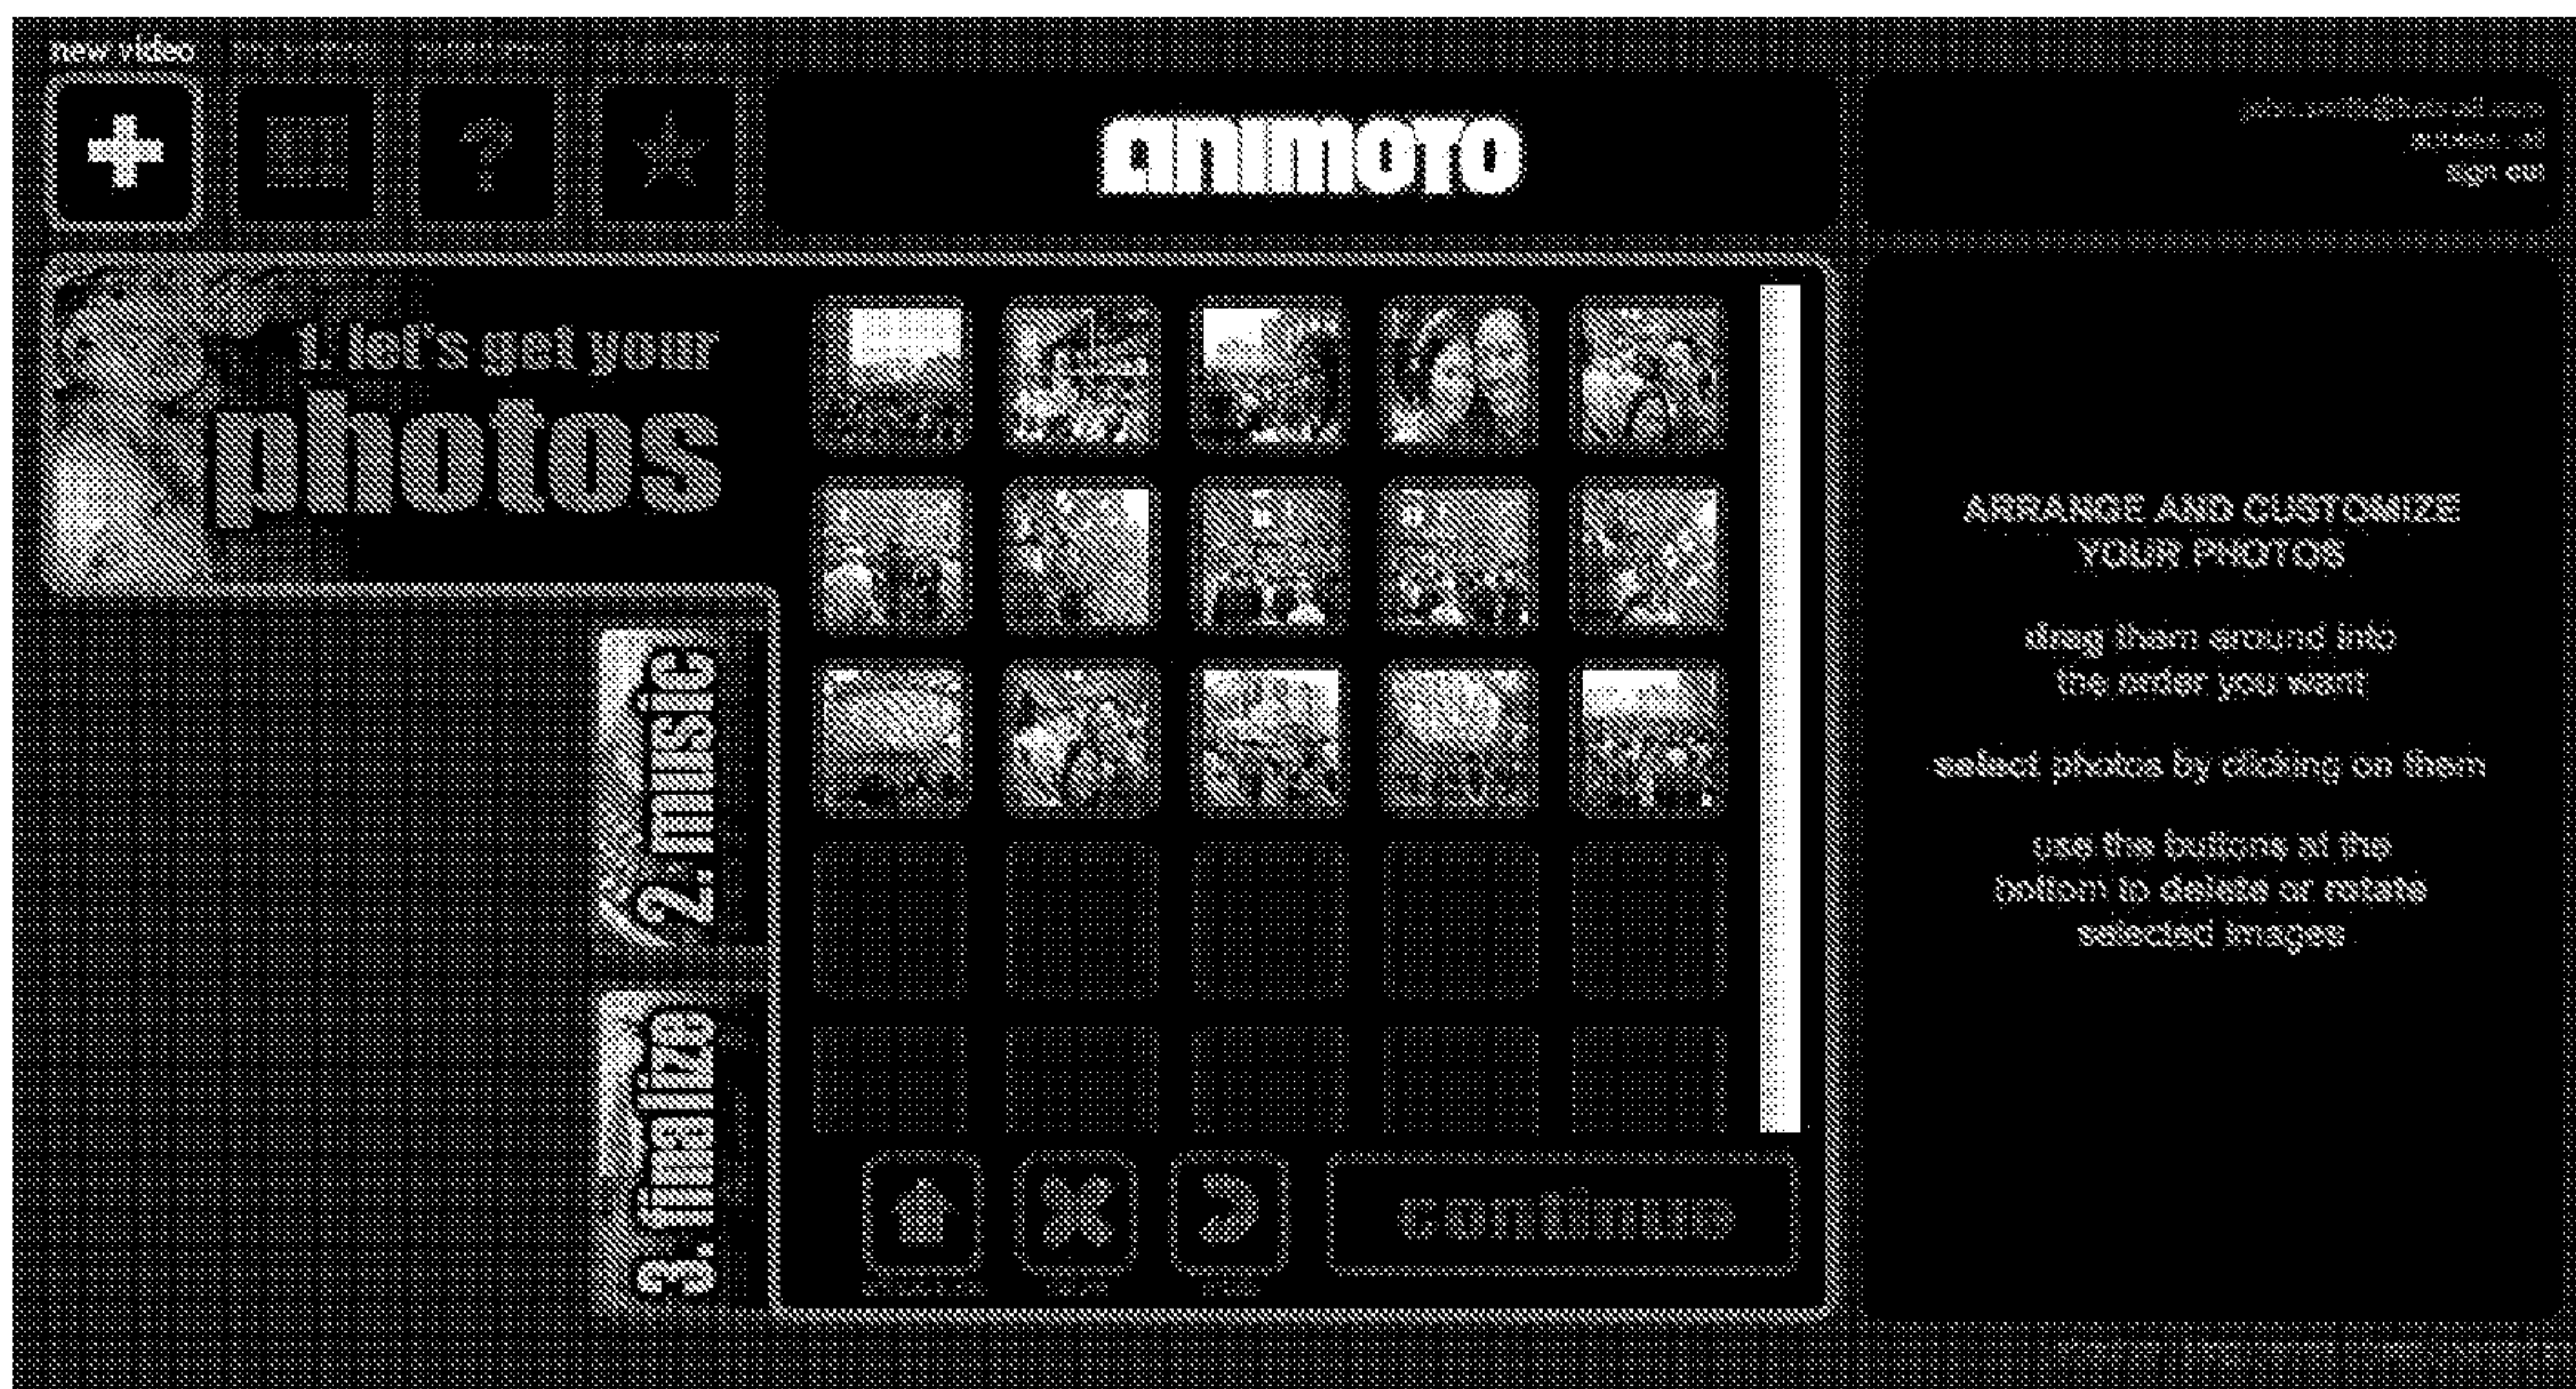 new video
ANIMOTO
sign out
1. let's get your
photos
2. music
3. finalize
continue
ARRANGE AND CUSTOMIZE
YOUR PHOTOS
drag them around into
the order you want
select photos by clicking on them
use the buttons at the
bottom to delete or rotate
selected images